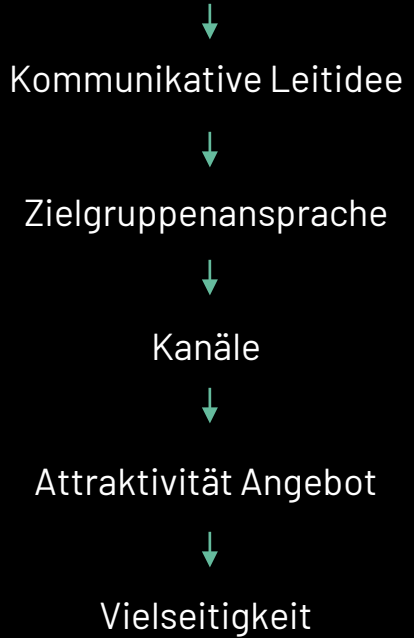 Kommunikative Leitidee
Zielgruppenansprache
Kanäle
Attraktivität Angebot
Vielseitigkeit